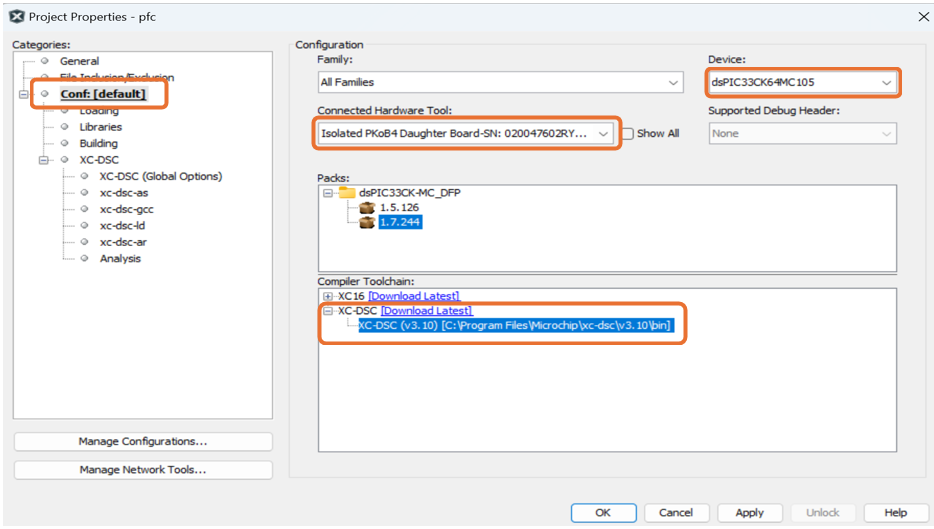 Project Properties - pfc
Categories:
General
File Inclusion/Exclusion
Conf: [default]
Loading
Libraries
Building
XC-DSC
XC-DSC (Global Options)
xc-dsc-as
xc-dsc-gcc
xc-dsc-ld
xc-dsc-ar
Analysis
Manage Configurations...
Manage Network Tools...
Configuration
Family:
All Families
Device:
dsPIC33CK64MC105
Connected Hardware Tool:
Isolated PKoB4 Daughter Board-SN: 020047602RY...
Show All
Supported Debug Header:
None
Packs:
dsPIC33CK-MC_DFP
1.5.126
1.7.244
Compiler Toolchain:
XC16 [Download Latest]
XC-DSC [Download Latest]
XC-DSC (v3.10) [C:\Program Files\Microchip\xc-dsc\v3.10\bin]
OK
Cancel
Apply
Unlock
Help